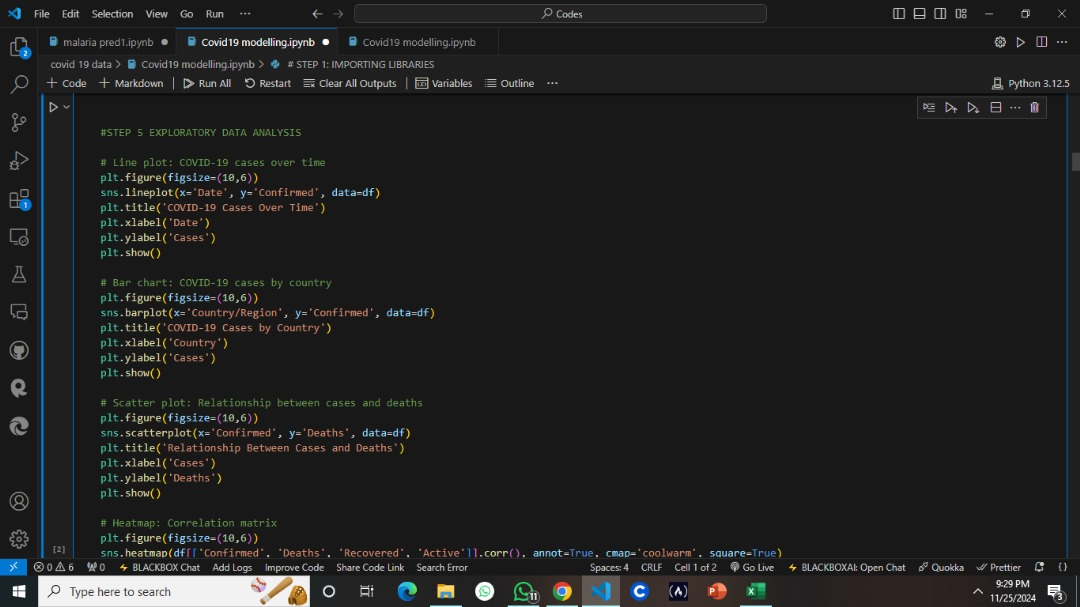 File Edit Selection View Go Run ···
Codes
malaria pred1.ipynb Covid19 modelling.ipynb Covid19 modelling.ipynb
covid 19 data > Covid19 modelling.ipynb > # STEP 1: IMPORTING LIBRARIES
+ Code + Markdown Run All Restart Clear All Outputs Variables Outline ··· Python 3.12.5
#STEP 5 EXPLORATORY DATA ANALYSIS
# Line plot: COVID-19 cases over time
plt.figure(figsize=(10,6))
sns.lineplot(x='Date', y='Confirmed', data=df)
plt.title('COVID-19 Cases Over Time')
plt.xlabel('Date')
plt.ylabel('Cases')
plt.show()
# Bar chart: COVID-19 cases by country
plt.figure(figsize=(10,6))
sns.barplot(x='Country/Region', y='Confirmed', data=df)
plt.title('COVID-19 Cases by Country')
plt.xlabel('Country')
plt.ylabel('Cases')
plt.show()
# Scatter plot: Relationship between cases and deaths
plt.figure(figsize=(10,6))
sns.scatterplot(x='Confirmed', y='Deaths', data=df)
plt.title('Relationship Between Cases and Deaths')
plt.xlabel('Cases')
plt.ylabel('Deaths')
plt.show()
# Heatmap: Correlation matrix
plt.figure(figsize=(10,6))
[2]
sns.heatmap(df[['Confirmed', 'Deaths', 'Recovered', 'Active']].corr(), annot=True, cmap='coolwarm', square=True)
2
1
0 6 0 BLACKBOX Chat Add Logs Improve Code Share Code Link Search Error Spaces: 4 CRLF Cell 1 of 2 Go Live BLACKBOXAI: Open Chat Quokka Prettier {}
Type here to search
11
9:29 PM
11/25/2024
3